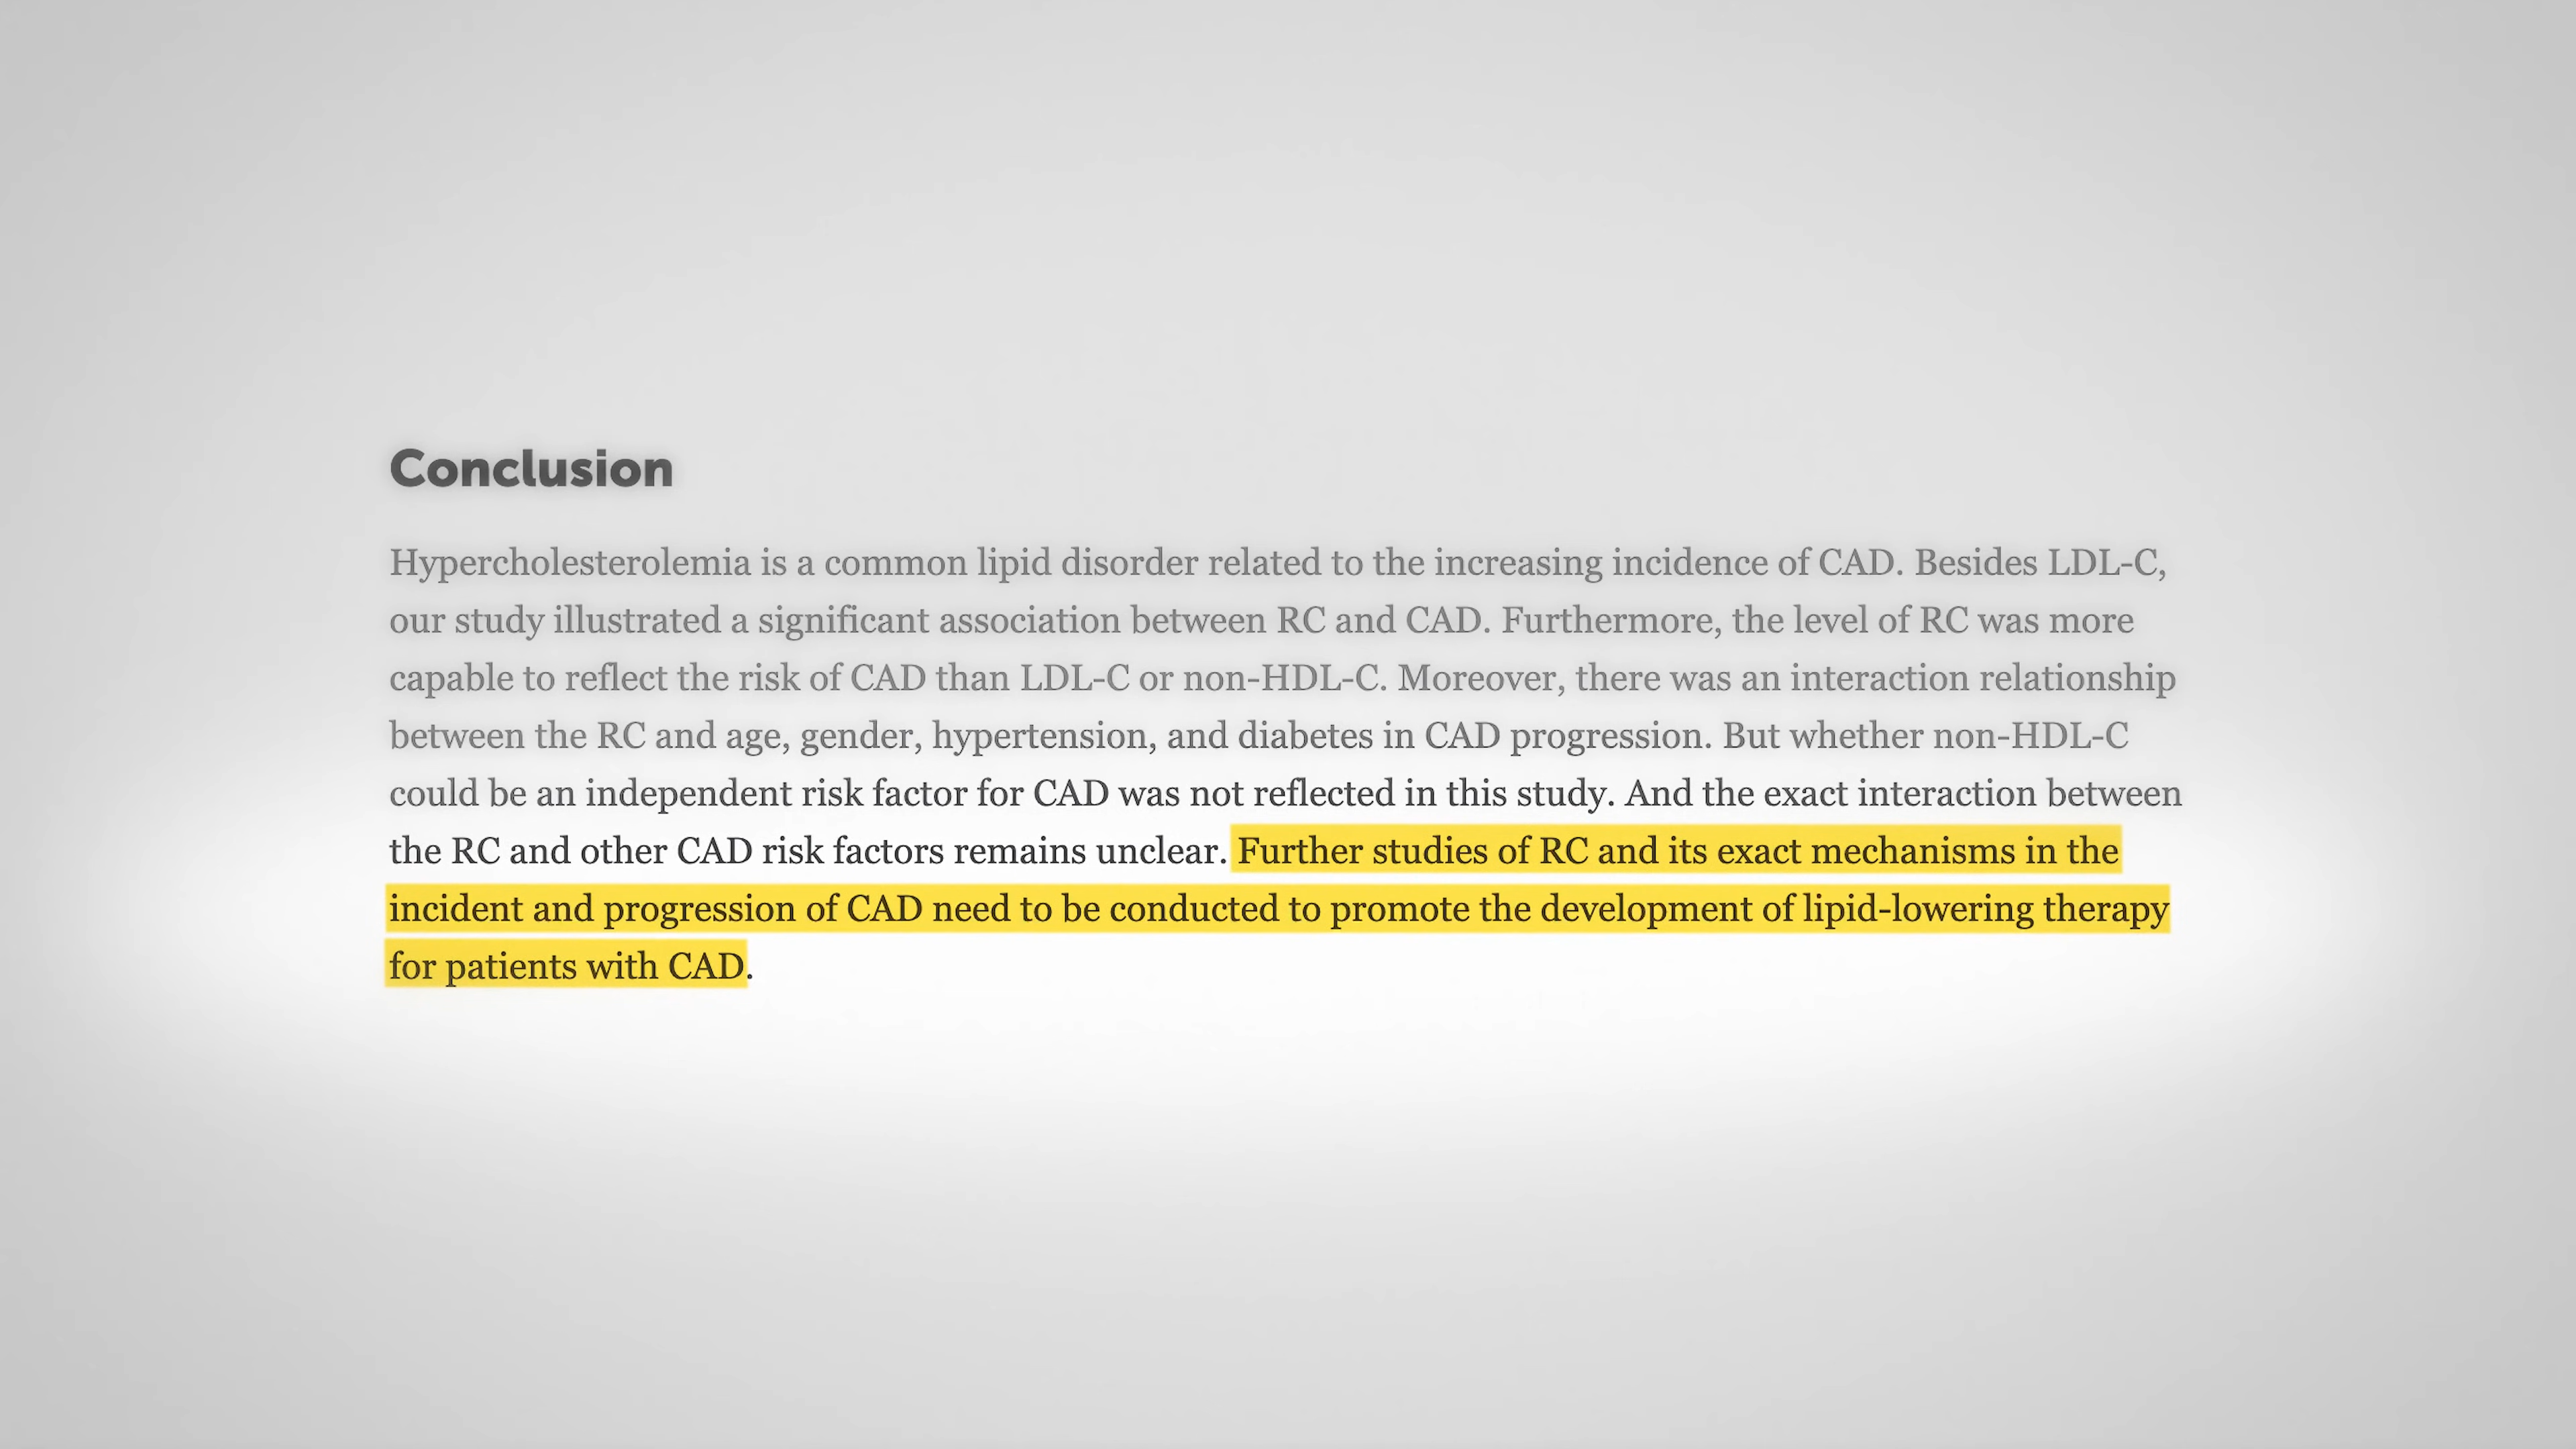 Conclusion
Hypercholesterolemia is a common lipid disorder related to the increasing incidence of CAD. Besides LDL-C,
our study illustrated a significant association between RC and CAD. Furthermore, the level of RC was more
capable to reflect the risk of CAD than LDL-C or non-HDL-C. Moreover, there was an interaction relationship
between the RC and age, gender, hypertension, and diabetes in CAD progression. But whether non-HDL-C
could be an independent risk factor for CAD was not reflected in this study. And the exact interaction between
the RC and other CAD risk factors remains unclear. Further studies of RC and its exact mechanisms in the
incident and progression of CAD need to be conducted to promote the development of lipid-lowering therapy
for patients with CAD.